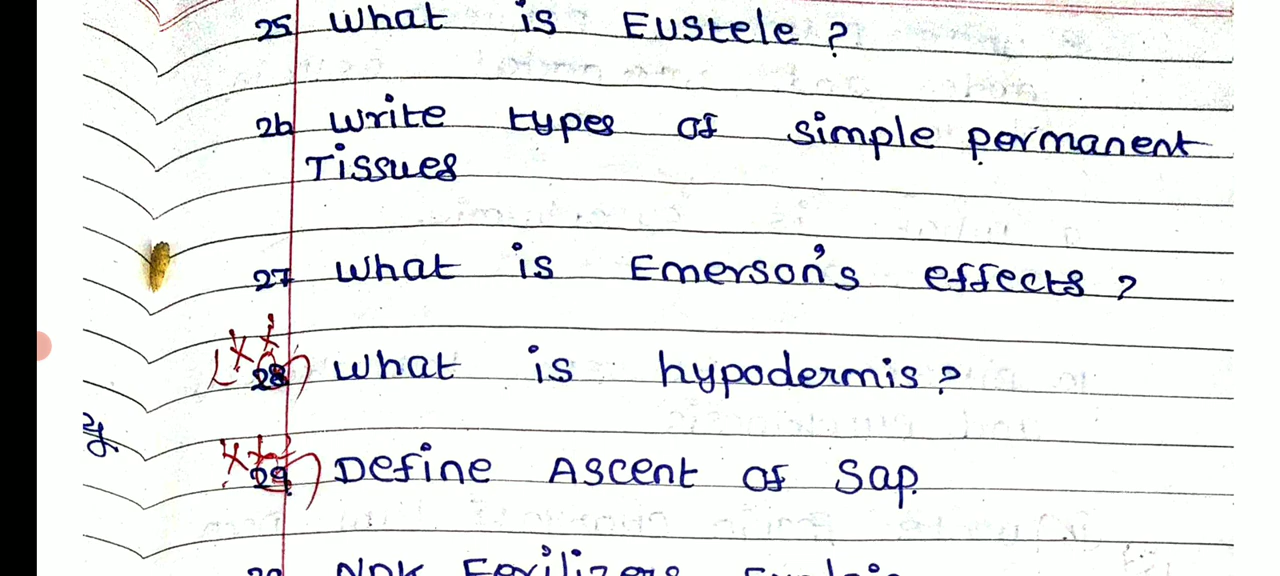 25 What is Eustele ?
26 Write types of simple permanent
Tissues
27 What is Emerson's effects ?
28 What is hypodermis ?
29 Define Ascent of Sap.